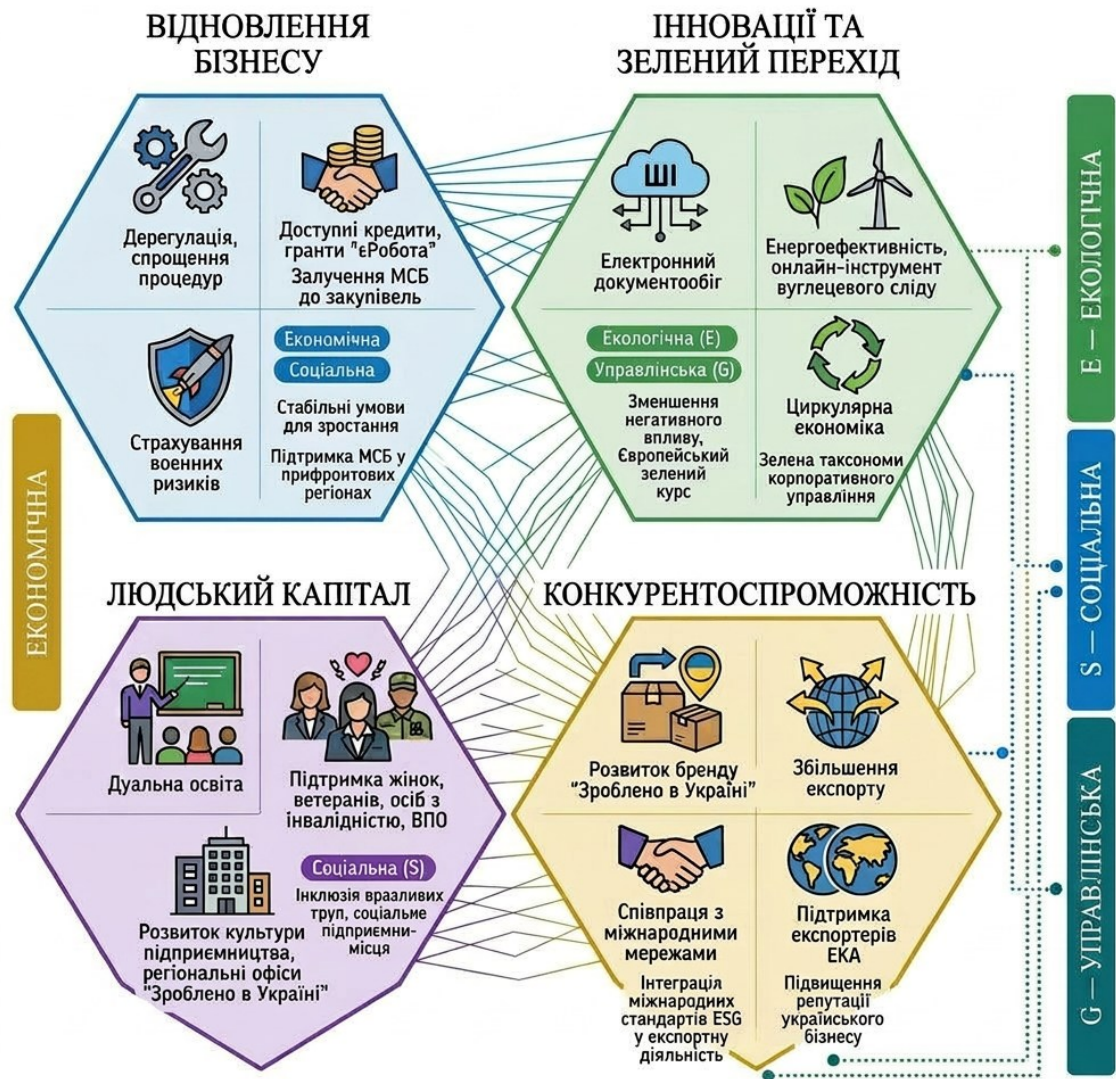 ВІДНОВЛЕННЯ
БІЗНЕСУ
ІННОВАЦІЇ ТА
ЗЕЛЕНИЙ ПЕРЕХІД
Дерегуляція,
спрощення
процедур
Доступні кредити,
гранти "єРобота"
Залучення МСБ
до закупівель
Страхування
военних
ризиків
Економічна
Соціальна
Стабільні умови
для зростання
Підтримка МСБ у
прифронтових
регіонах
ШІ
Електронний
документообіг
Енергоефективність,
онлайн-інструмент
вуглецевого сліду
Екологічна (E)
Управлінська (G)
Зменшення
негативного
впливу,
Європейський
зелений
курс
Циркулярна
економіка
Зелена таксономи
корпоративного
управління
ЕКОНОМІЧНА
E — ЕКОЛОГІЧНА
S — СОЦІАЛЬНА
G — УПРАВЛІНСЬКА
ЛЮДСЬКИЙ КАПІТАЛ
КОНКУРЕНТОСПРОМОЖНІСТЬ
Дуальна освіта
Підтримка жінок,
ветеранів, осіб з
інвалідністю, ВПО
Розвиток культури
підприємництва,
регіональні офіси
"Зроблено в Україні"
Соціальна (S)
Інклюзія врааливих
труп, соціальме
підприємни-
місця
Розвиток бренду
"Зроблено в Україні"
Збільшення
експорту
Співпраця з
міжнародними
мережами
Інтеграція
міжнародних
стандартів ESG
у експортну
діяльність
Підтримка
експортерів
ЕКА
Підвищення
репутації
українського
бізнесу